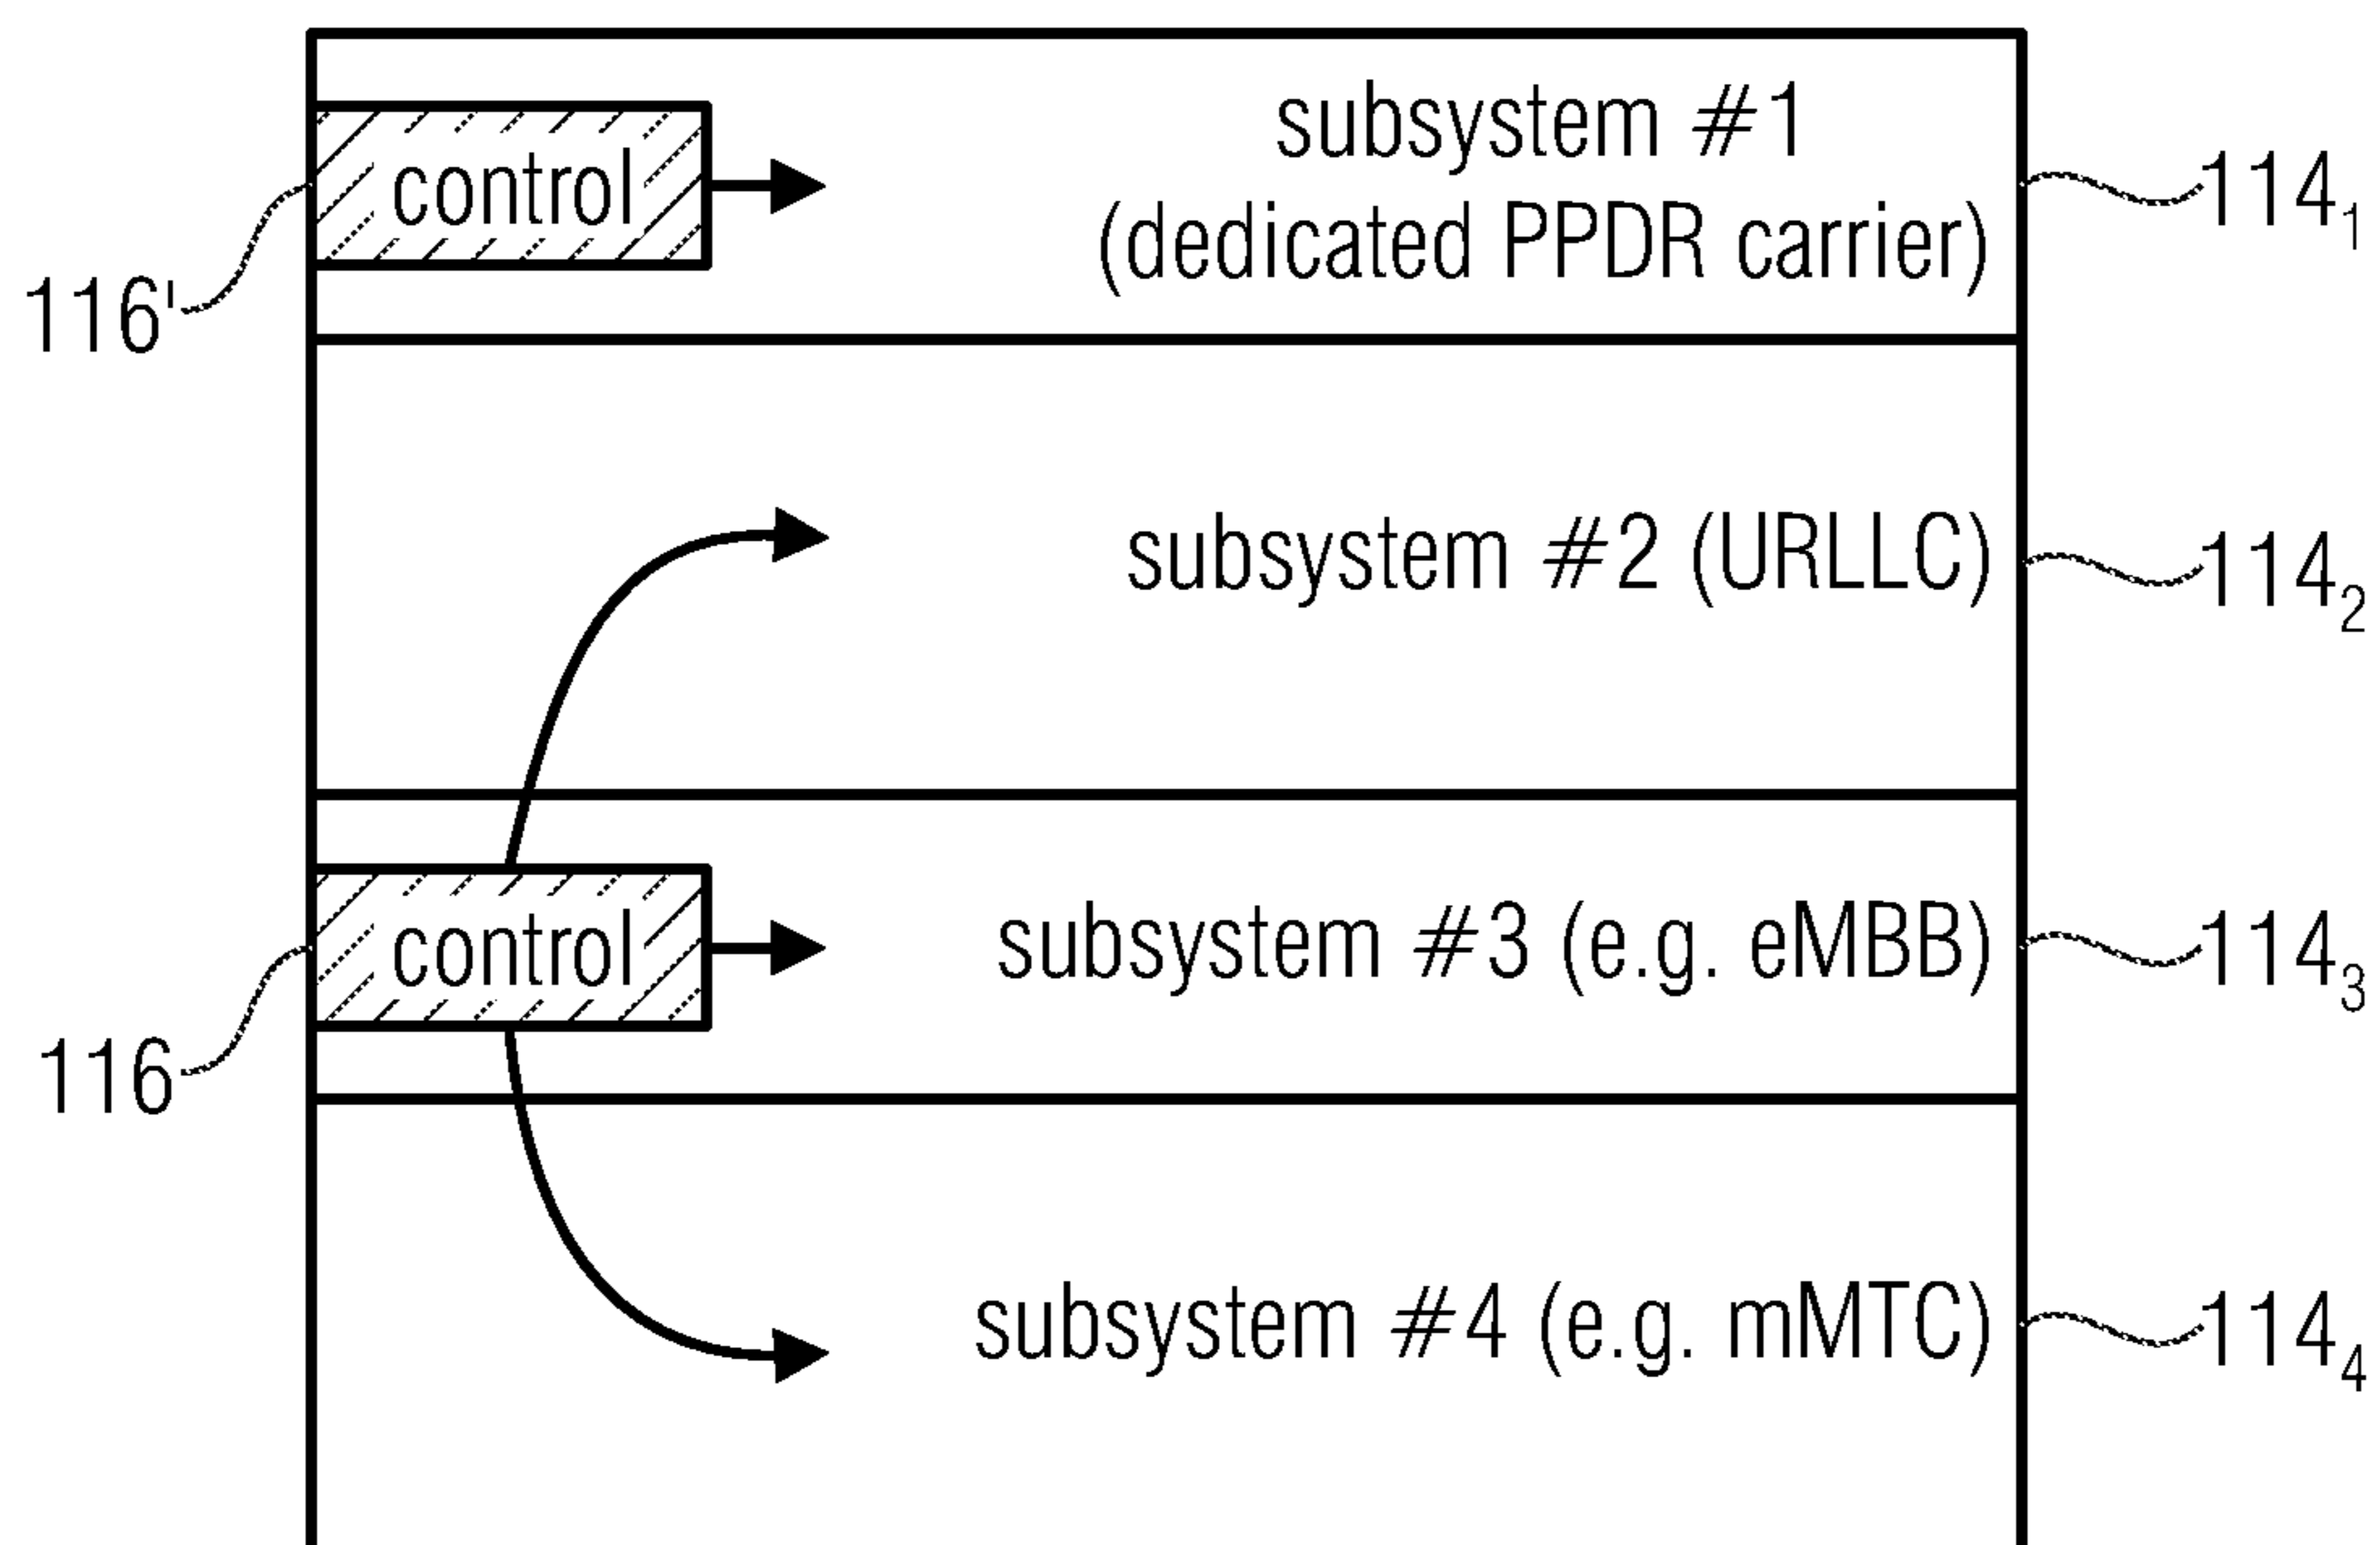 subsystem #1
control
114₁
(dedicated PPDR carrier)
116'
subsystem #2 (URLLC)
114₂
control
subsystem #3 (e.g. eMBB)
114₃
116
subsystem #4 (e.g. mMTC)
114₄